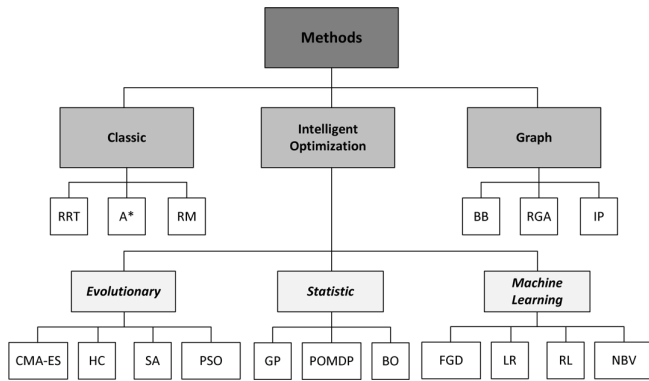 Methods
Classic
Intelligent
Optimization
Graph
RRT
A*
RM
BB
RGA
IP
Evolutionary
Statistic
Machine
Learning
CMA-ES
HC
SA
PSO
GP
POMDP
BO
FGD
LR
RL
NBV